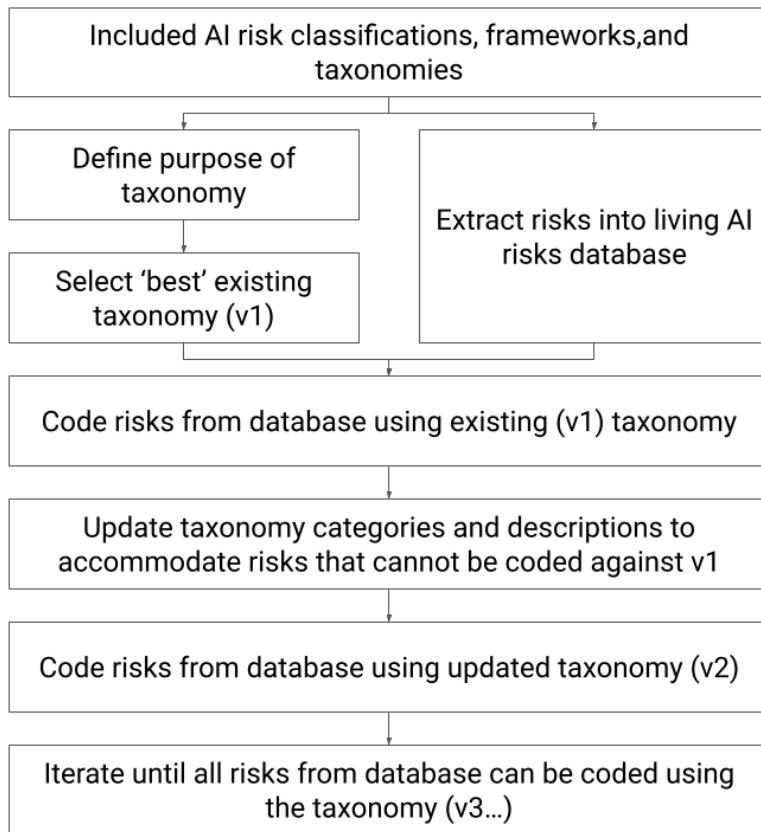 Included AI risk classifications, frameworks,and
taxonomies
Define purpose of
taxonomy
Select ‘best’ existing
taxonomy (v1)
Extract risks into living AI
risks database
Code risks from database using existing (v1) taxonomy
Update taxonomy categories and descriptions to
accommodate risks that cannot be coded against v1
Code risks from database using updated taxonomy (v2)
Iterate until all risks from database can be coded using
the taxonomy (v3...)